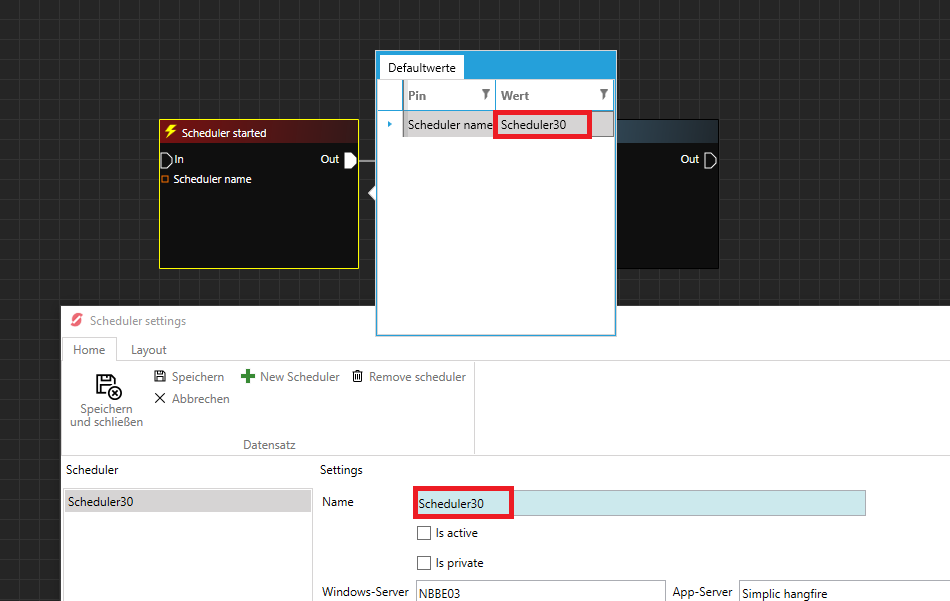 Defaultwerte
Pin Wert
Scheduler name Scheduler30
Scheduler started
In Out
Scheduler name
Out
Scheduler settings
Home Layout
Speichern und schließen
Speichern New Scheduler Remove scheduler
Abbrechen
Datensatz
Scheduler
Scheduler30
Settings
Name Scheduler30
Is active
Is private
Windows-Server NBBE03 App-Server Simplic hangfire